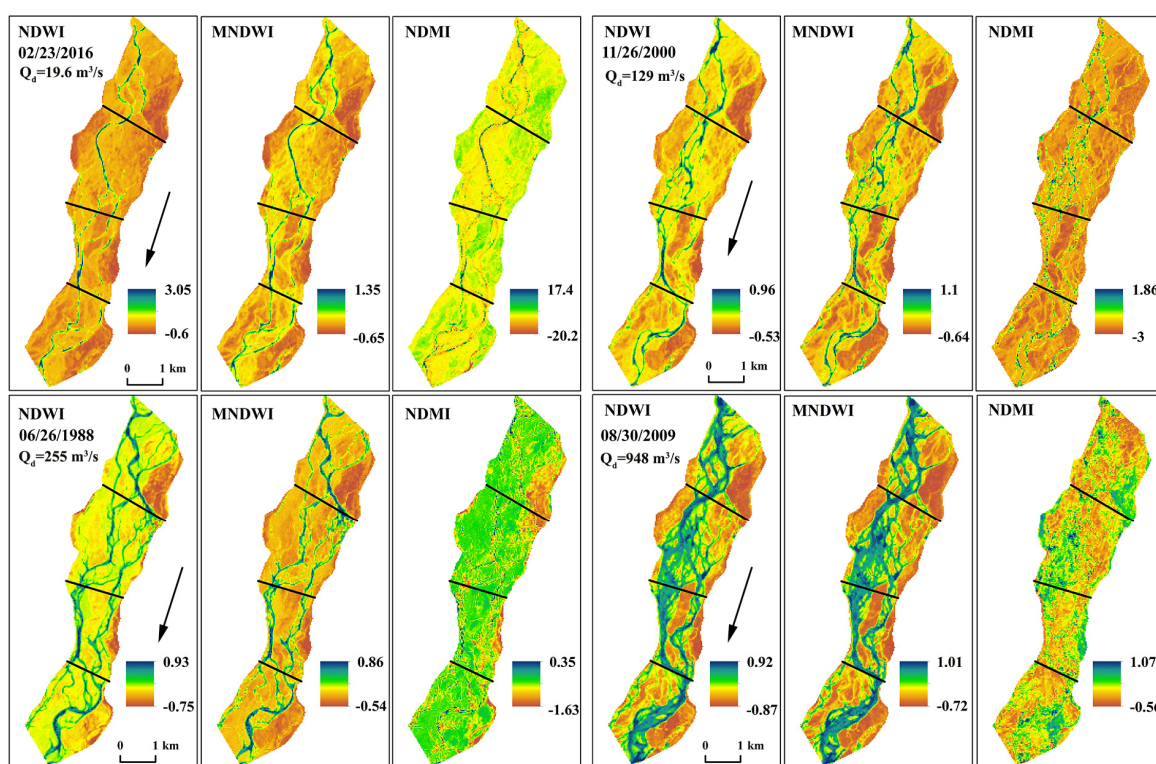 NDWI
02/23/2016
Qd=19.6 m³/s
3.05
-0.6
0 1 km
MNDWI
1.35
-0.65
NDMI
17.4
-20.2
NDWI
11/26/2000
Qd=129 m³/s
0.96
-0.53
0 1 km
MNDWI
1.1
-0.64
NDMI
1.86
-3
NDWI
06/26/1988
Qd=255 m³/s
0.93
-0.75
0 1 km
MNDWI
0.86
-0.54
NDMI
0.35
-1.63
NDWI
08/30/2009
Qd=948 m³/s
0.92
-0.87
0 1 km
MNDWI
1.01
-0.72
NDMI
1.07
-0.56